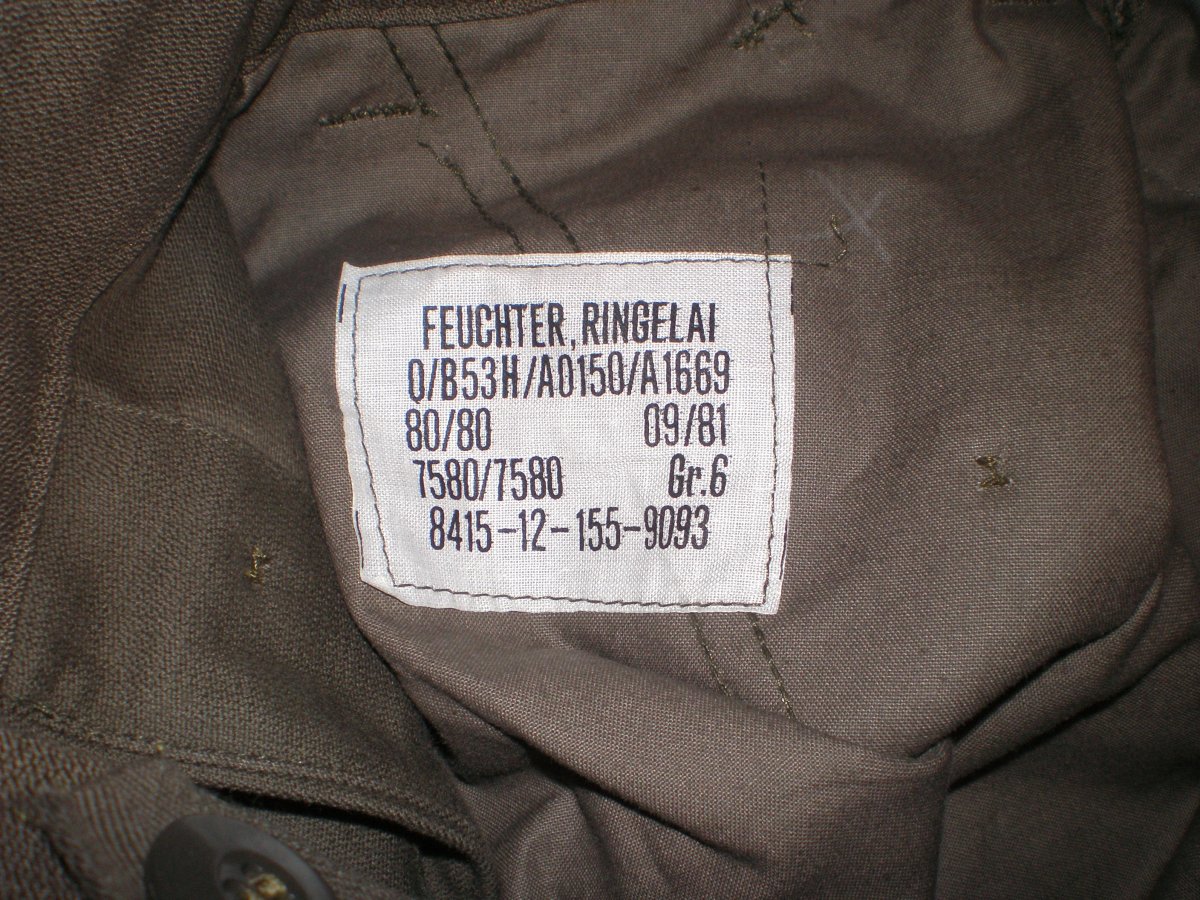 FEUCHTER, RINGELAI
0/B53H/A0150/A1669
80/80 09/81
7580/7580 Gr.6
8415-12-155-9093